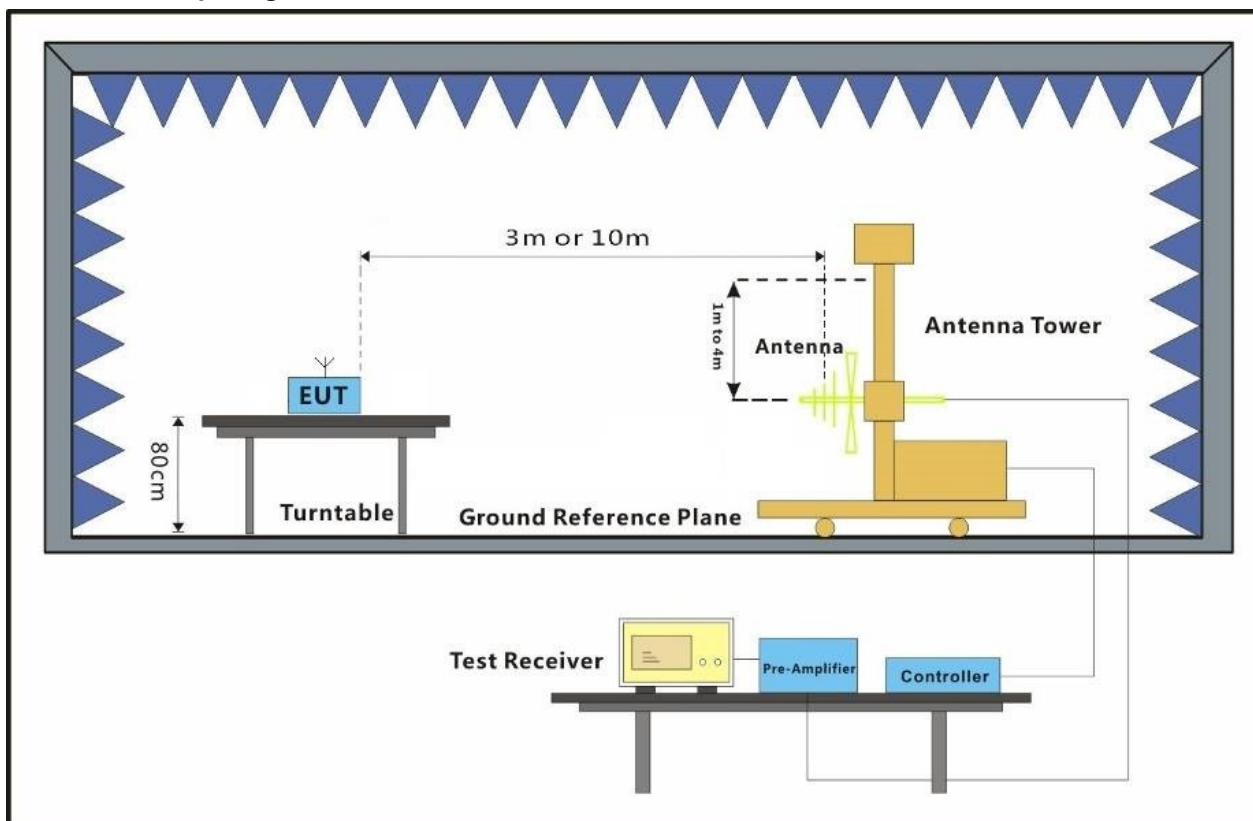 3m or 10m
1m to 4m
Antenna Tower
Antenna
EUT
80cm
Turntable
Ground Reference Plane
Test Receiver
Pre-Amplifier
Controller